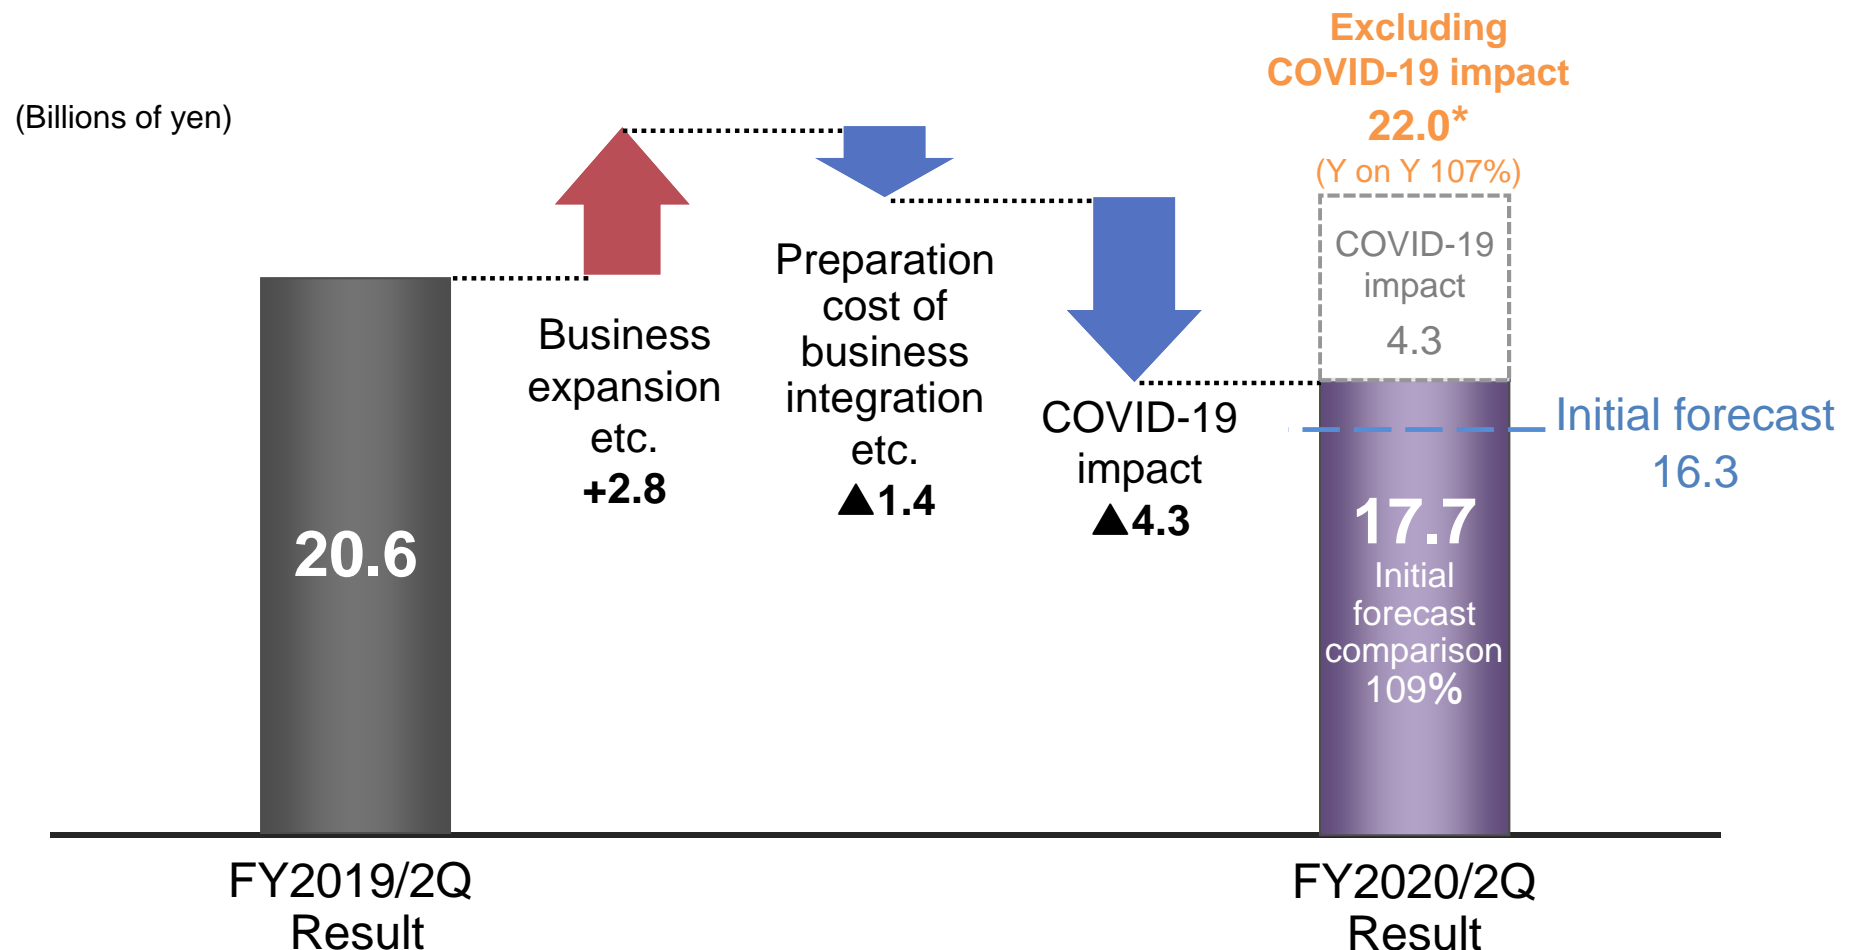 (Billions of yen)
Excluding
COVID-19 impact
22.0*
(Y on Y 107%)
COVID-19
impact
4.3
Business
expansion
etc.
+2.8
Preparation
cost of
business
integration
etc.
▲1.4
COVID-19
impact
▲4.3
Initial forecast
16.3
20.6
17.7
Initial
forecast
comparison
109%
FY2019/2Q
Result
FY2020/2Q
Result